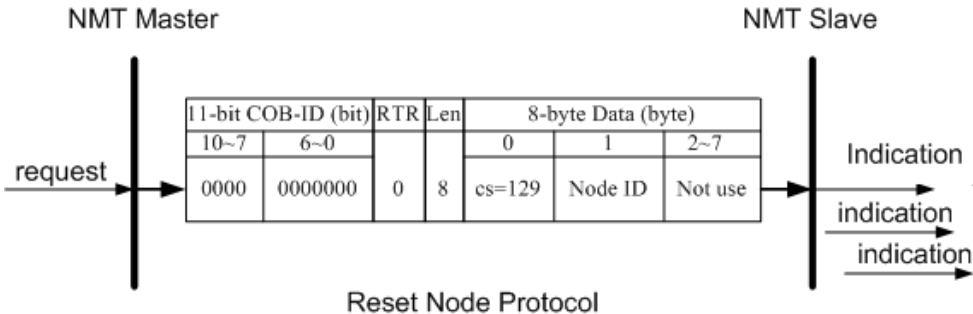 NMT Master NMT Slave
11-bit COB-ID (bit) RTR Len 8-byte Data (byte)
10~7 6~0 0 1 2~7
request 0000 0000000 0 8 cs=129 Node ID Not use Indication
indication
indication
Reset Node Protocol